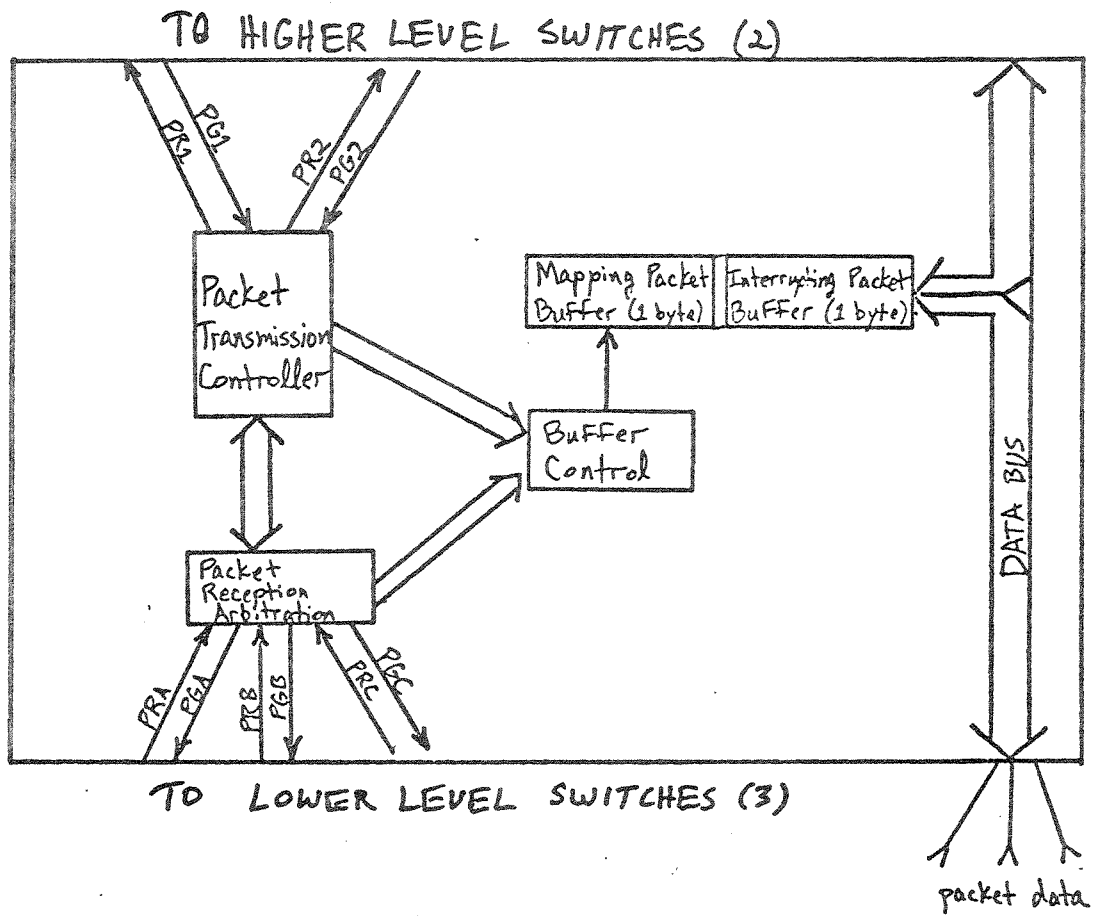 TO HIGHER LEVEL SWITCHES (2)
PR1
PG1
PR2
PG2
Packet
Transmission
Controller
Mapping Packet
Buffer (1 byte)
Interrupting Packet
Buffer (1 byte)
Buffer
Control
DATA BUS
Packet
Reception
Arbitration
PRA
PGA
PRB
PGB
PRC
PGC
TO LOWER LEVEL SWITCHES (3)
packet data